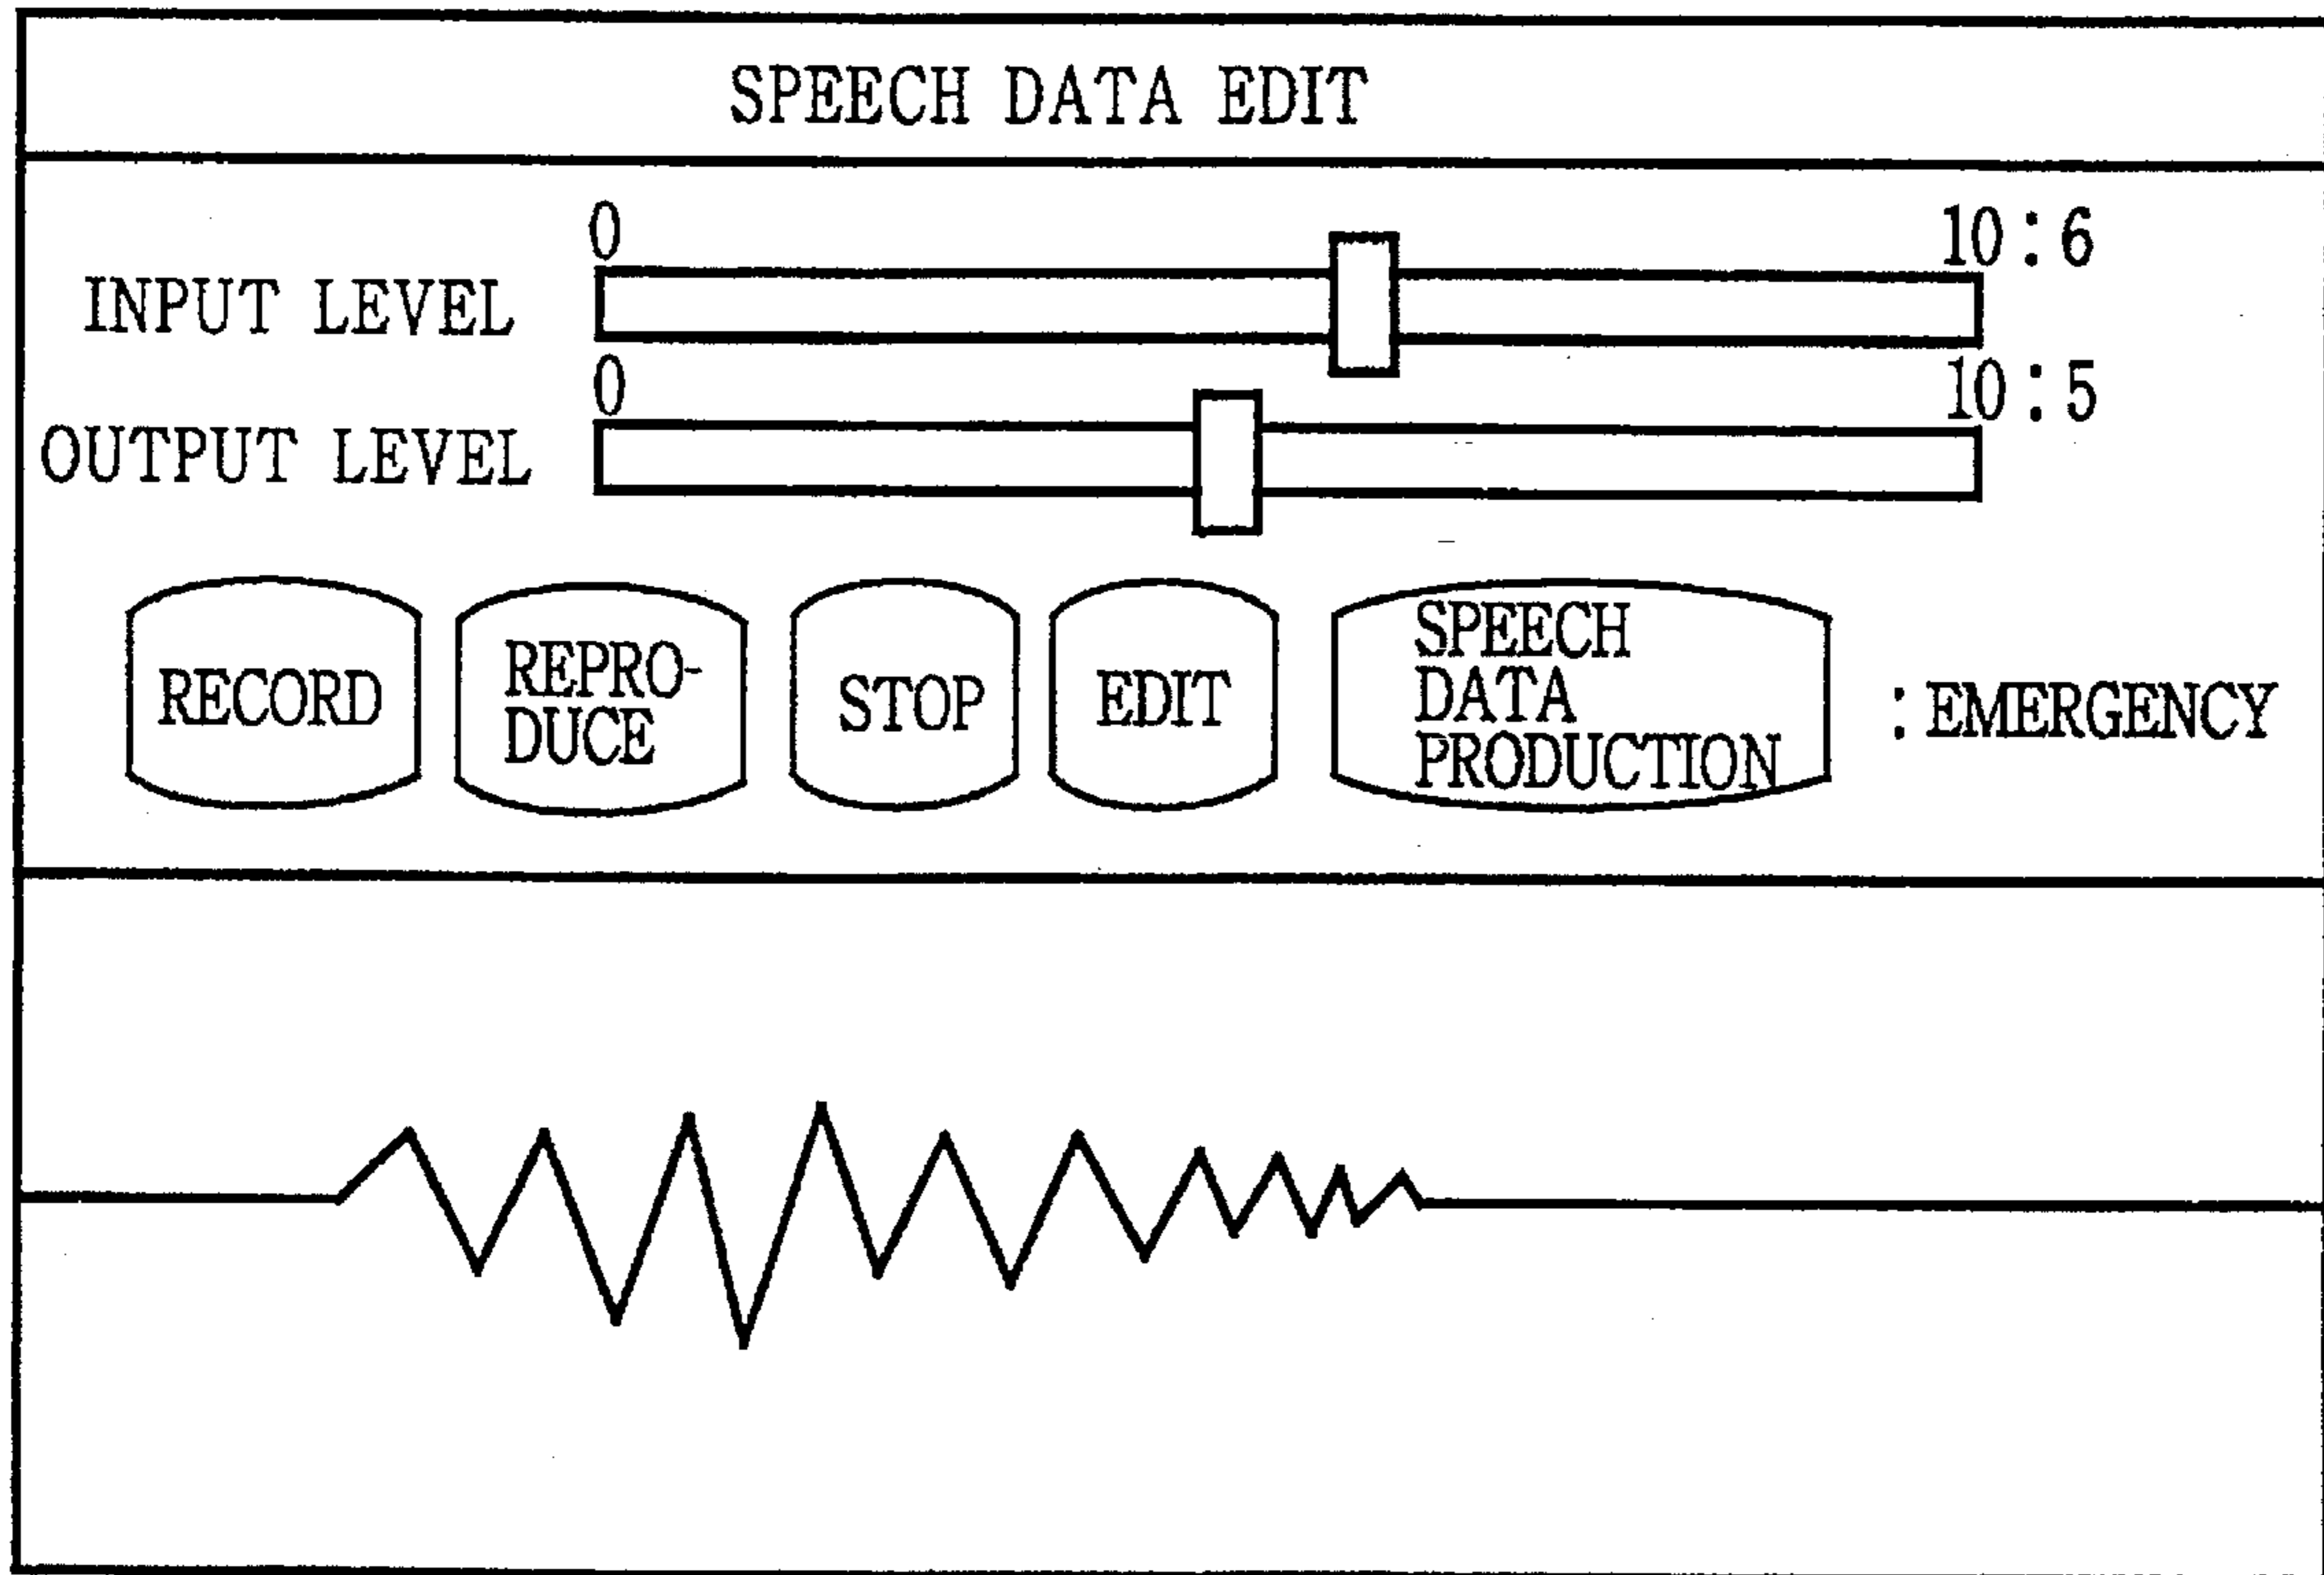 SPEECH DATA EDIT
0 10:6
INPUT LEVEL
0 10:5
OUTPUT LEVEL
RECORD
REPRO-
DUCE
STOP
EDIT
SPEECH
DATA
PRODUCTION
:EMERGENCY